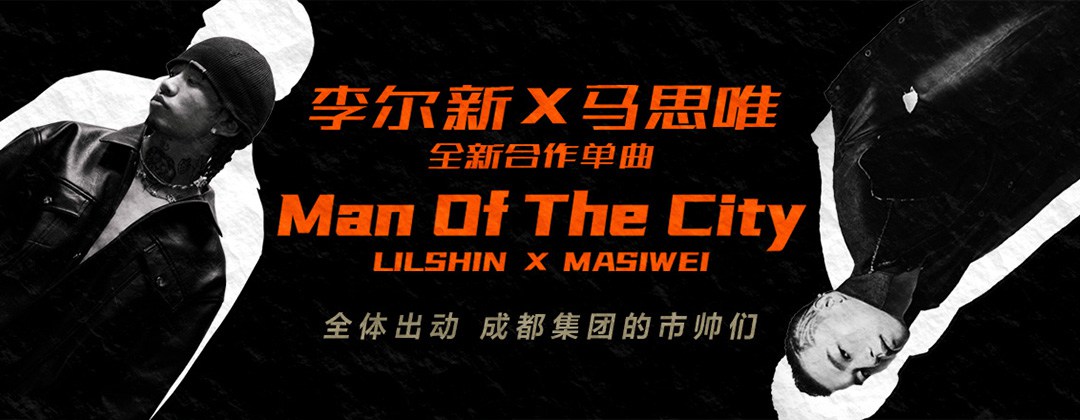 李尔新X马思唯
全新合作单曲
Man Of The City
LILSHIN X MASIWEI
全体出动 成都集团的市帅们